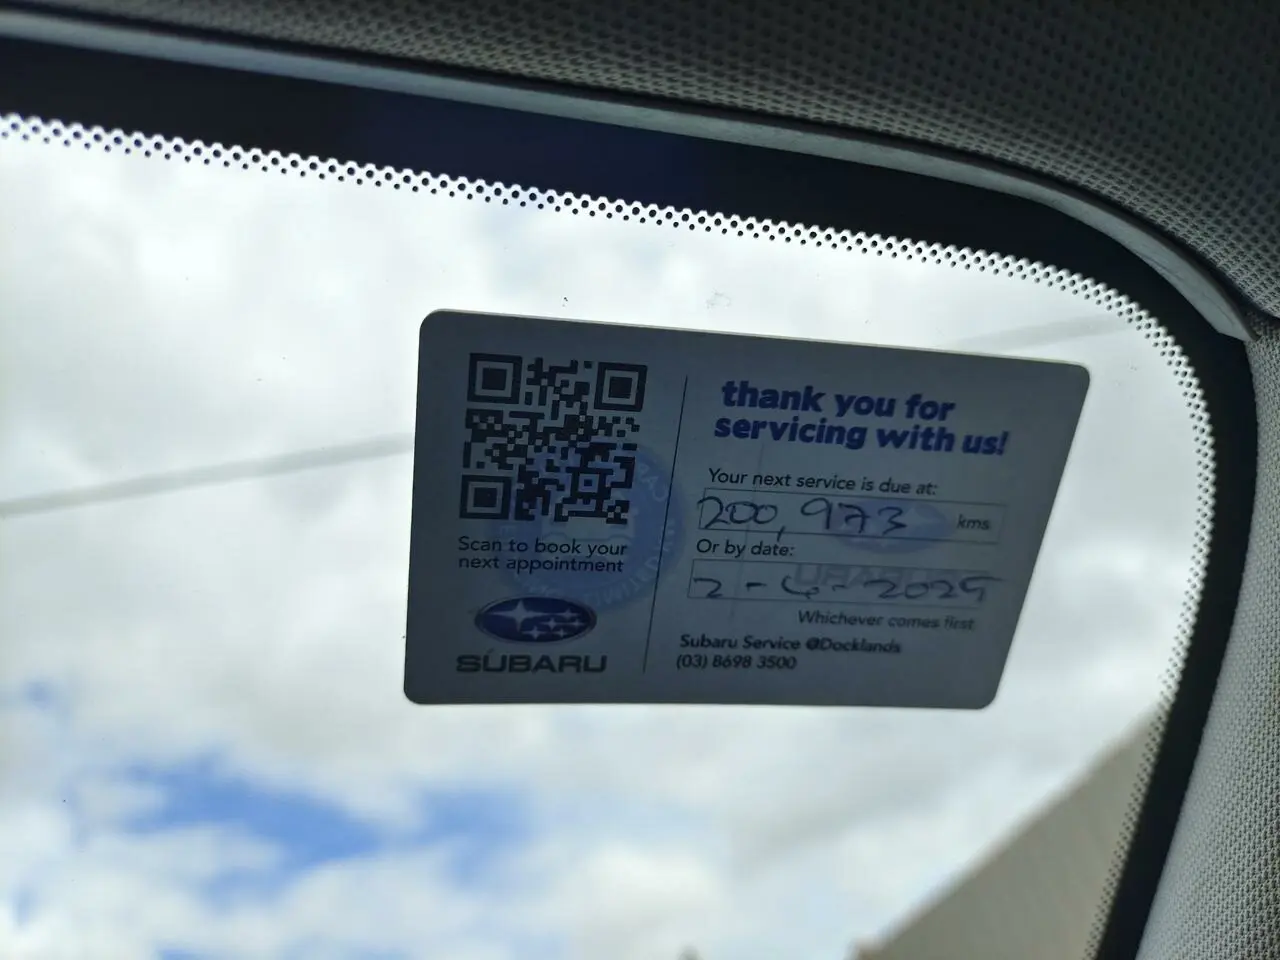 thank you for
servicing with us!
Your next service is due at:
200,973 kms
Or by date:
2-4-2025
Whichever comes first
Subaru Service @Docklands
(03) 8698 3500
Scan to book your
next appointment
SUBARU